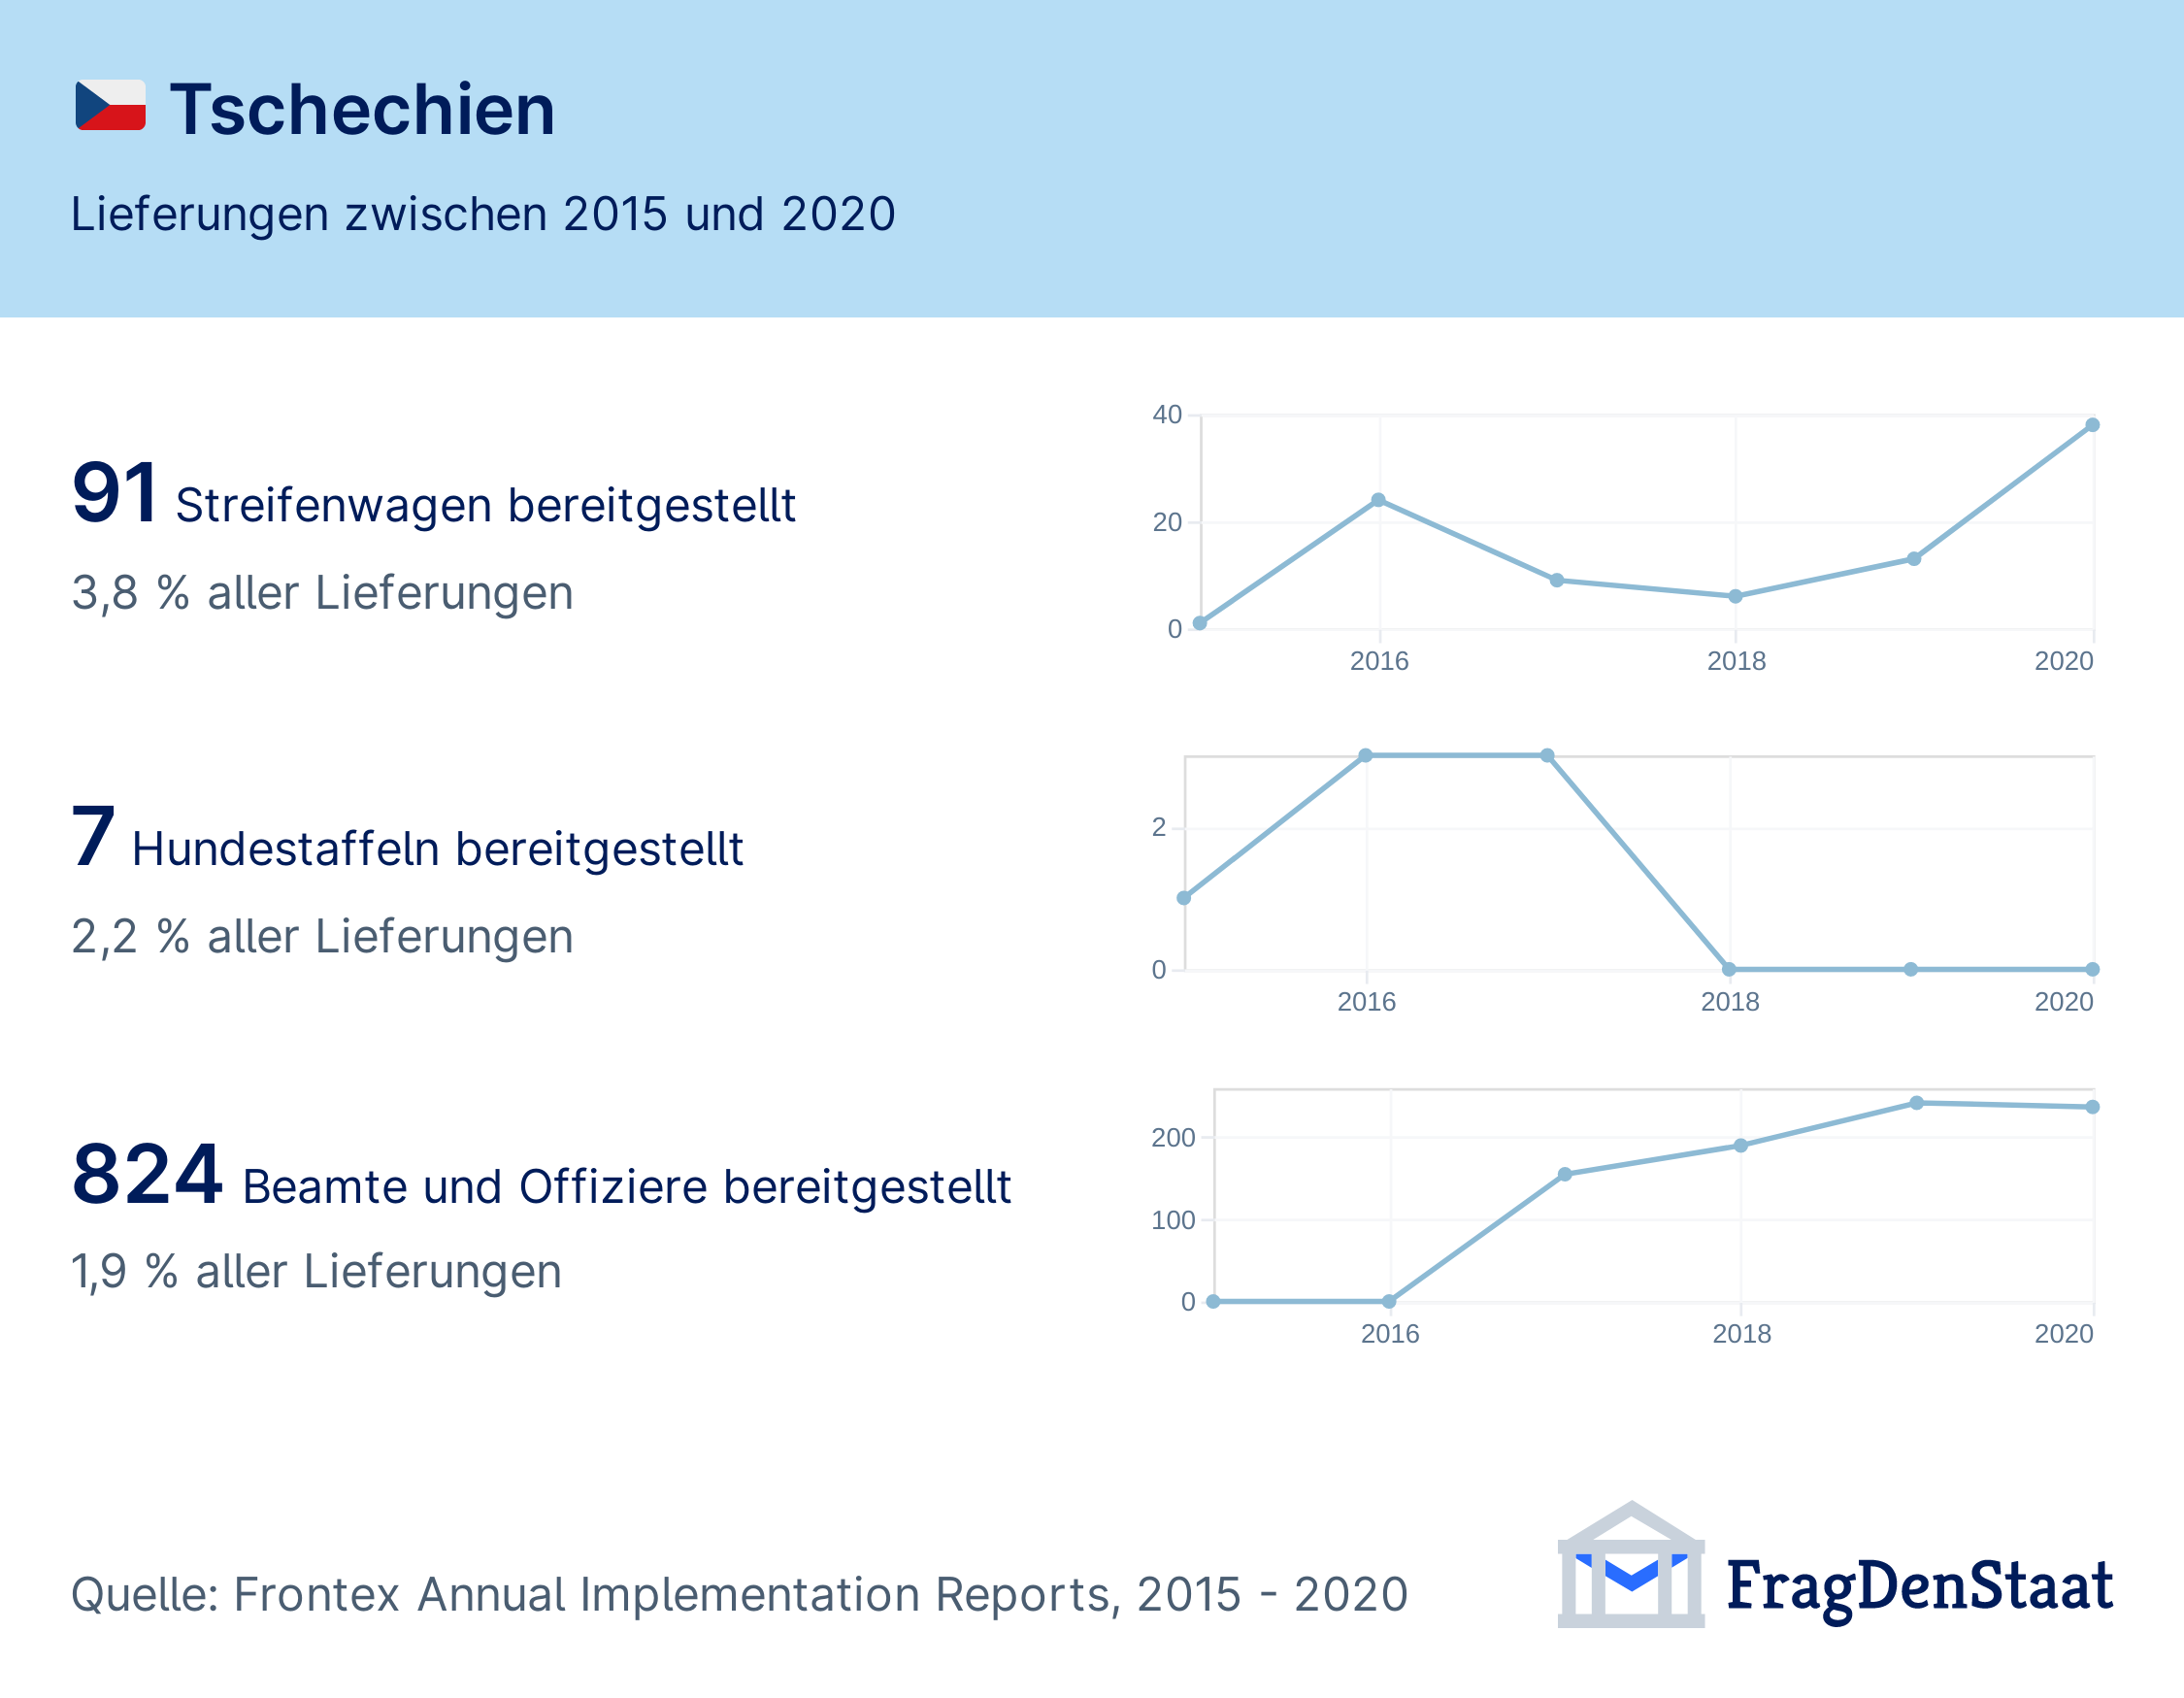 Tschechien
Lieferungen zwischen 2015 und 2020
91 Streifenwagen bereitgestellt
3,8 % aller Lieferungen
40
20
0
2016 2018 2020
7 Hundestaffeln bereitgestellt
2,2 % aller Lieferungen
2
0
2016 2018 2020
824 Beamte und Offiziere bereitgestellt
1,9 % aller Lieferungen
200
100
0
2016 2018 2020
Quelle: Frontex Annual Implementation Reports, 2015 - 2020
FragDenStaat